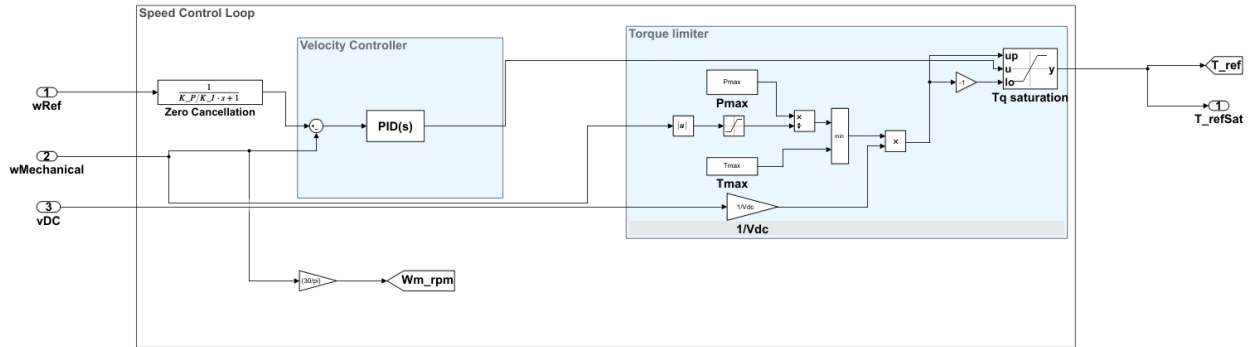 Speed Control Loop
Velocity Controller
Torque limiter
1
wRef
1
K_P/K_I · s + 1
Zero Cancellation
+
-
PID(s)
2
wMechanical
3
vDC
Pmax
Pmax
|u|
×
÷
min
×
Tmax
Tmax
1/Vdc
1/Vdc
-1
up
u
lo
y
Tq saturation
T_ref
1
T_refSat
(30/pi)
Wm_rpm